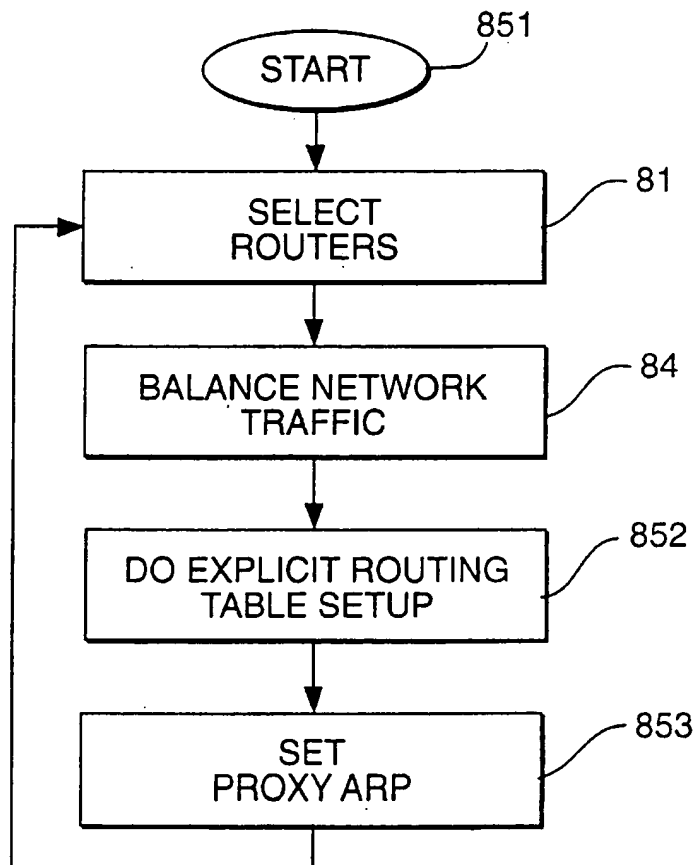 851
START
81
SELECT
ROUTERS
84
BALANCE NETWORK
TRAFFIC
852
DO EXPLICIT ROUTING
TABLE SETUP
853
SET
PROXY ARP